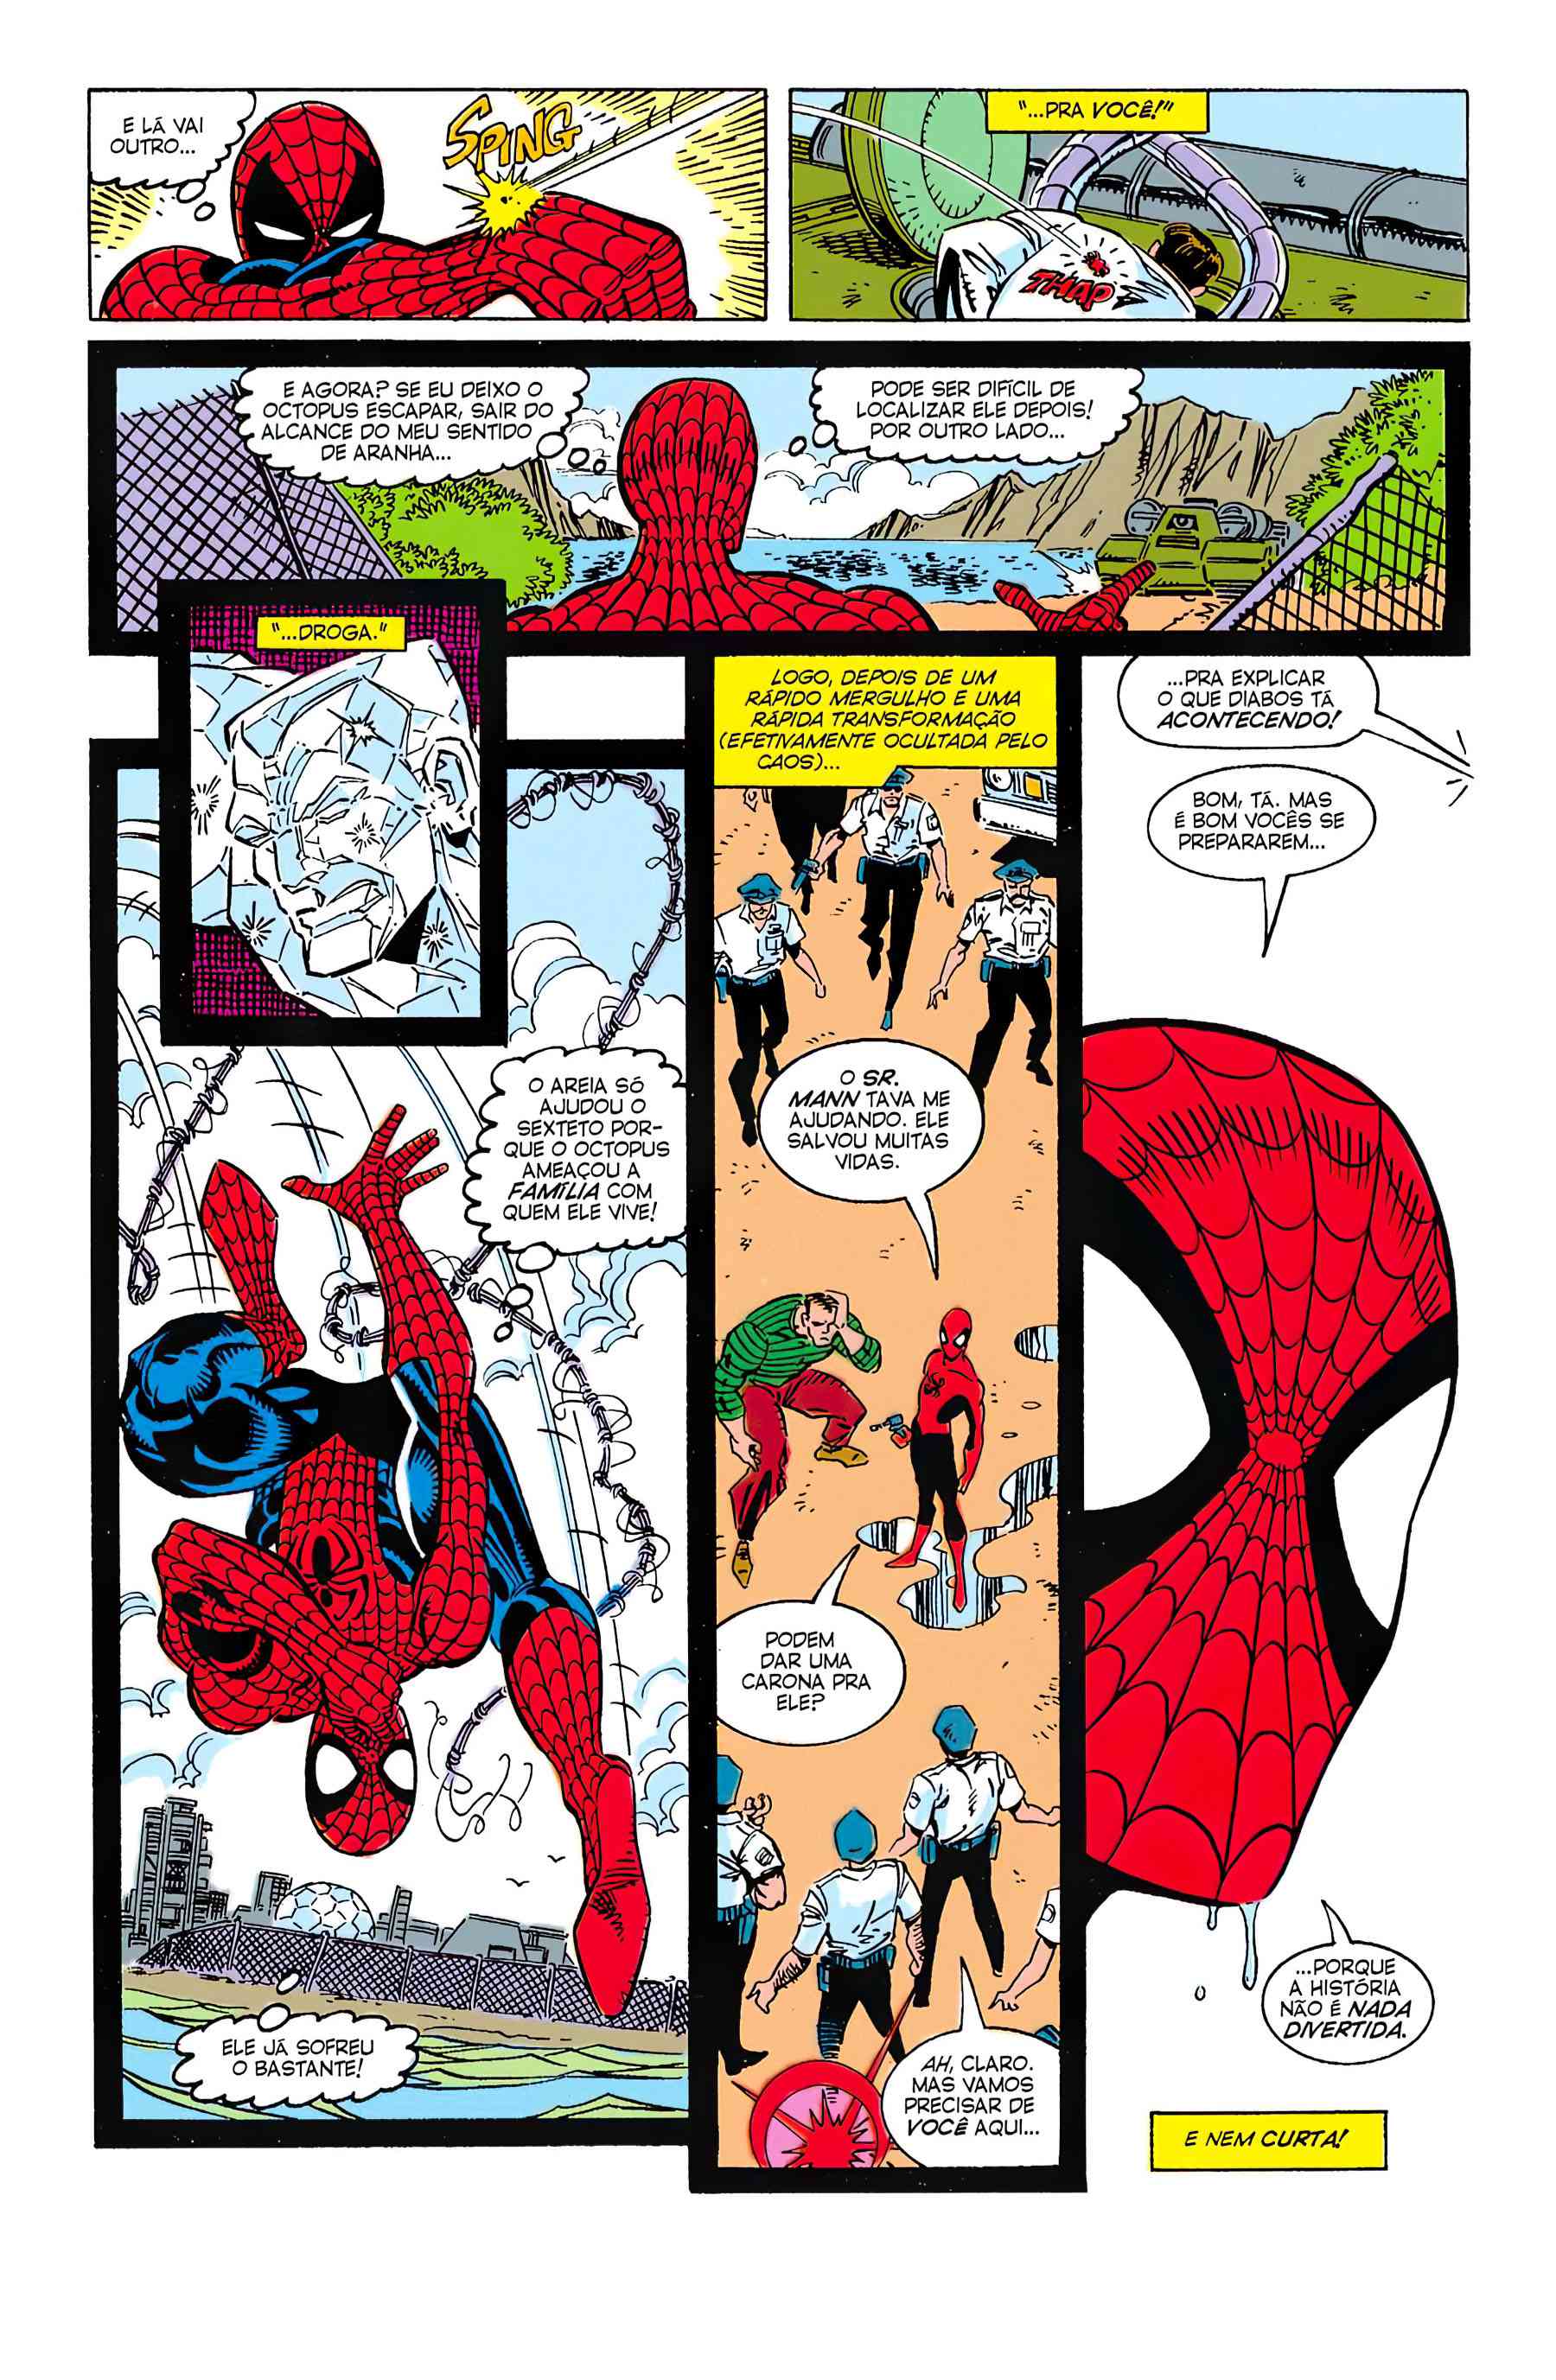 E LÁ VAI
OUTRO...
SPING
"...PRA VOCÊ!"
THAP
E AGORA? SE EU DEIXO O
OCTOPUS ESCAPAR, SAIR DO
ALCANCE DO MEU SENTIDO
DE ARANHA...
PODE SER DIFÍCIL DE
LOCALIZAR ELE DEPOIS!
POR OUTRO LADO...
"...DROGA."
O AREIA SÓ
AJUDOU O
SEXTETO POR-
QUE O OCTOPUS
AMEAÇOU A
FAMÍLIA COM
QUEM ELE VIVE!
ELE JÁ SOFREU
O BASTANTE!
LOGO, DEPOIS DE UM
RÁPIDO MERGULHO E UMA
RÁPIDA TRANSFORMAÇÃO
(EFETIVAMENTE OCULTADA PELO
CAOS)...
O SR.
MANN TAVA ME
AJUDANDO. ELE
SALVOU MUITAS
VIDAS.
PODEM
DAR UMA
CARONA PRA
ELE?
AH, CLARO.
MAS VAMOS
PRECISAR DE
VOCÊ AQUI...
...PRA EXPLICAR
O QUE DIABOS TÁ
ACONTECENDO!
BOM, TÁ. MAS
É BOM VOCÊS SE
PREPARAREM...
...PORQUE
A HISTÓRIA
NÃO É NADA
DIVERTIDA.
E NEM CURTA!